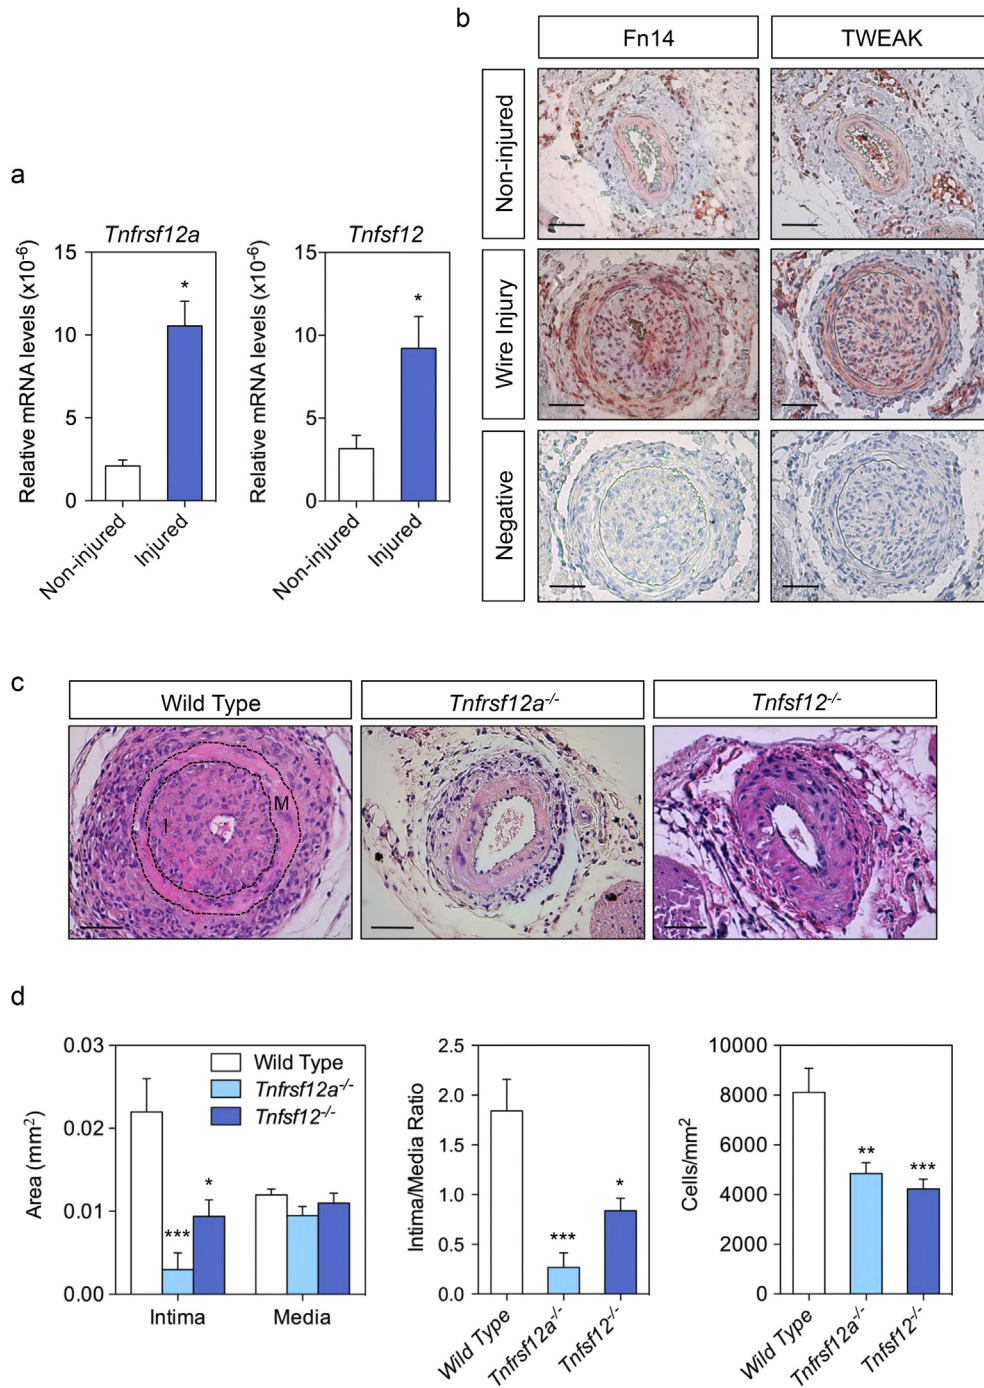 a
Tnfrsf12a
Relative mRNA levels (x10-6)
15
10
5
0
*
Non-injured
Injured
Tnfsf12
Relative mRNA levels (x10-6)
15
10
5
0
*
Non-injured
Injured
b
Fn14
TWEAK
Non-injured
Wire Injury
Negative
c
Wild Type
Tnfrsf12a-/-
Tnfsf12-/-
I
M
d
Area (mm2)
0.03
0.02
0.01
0.00
Wild Type
Tnfrsf12a-/-
Tnfsf12-/-
***
*
Intima
Media
Intima/Media Ratio
2.5
2.0
1.5
1.0
0.5
0.0
***
*
Wild Type
Tnfrsf12a-/-
Tnfsf12-/-
Cells/mm2
10000
8000
6000
4000
2000
0
**
***
Wild Type
Tnfrsf12a-/-
Tnfsf12-/-